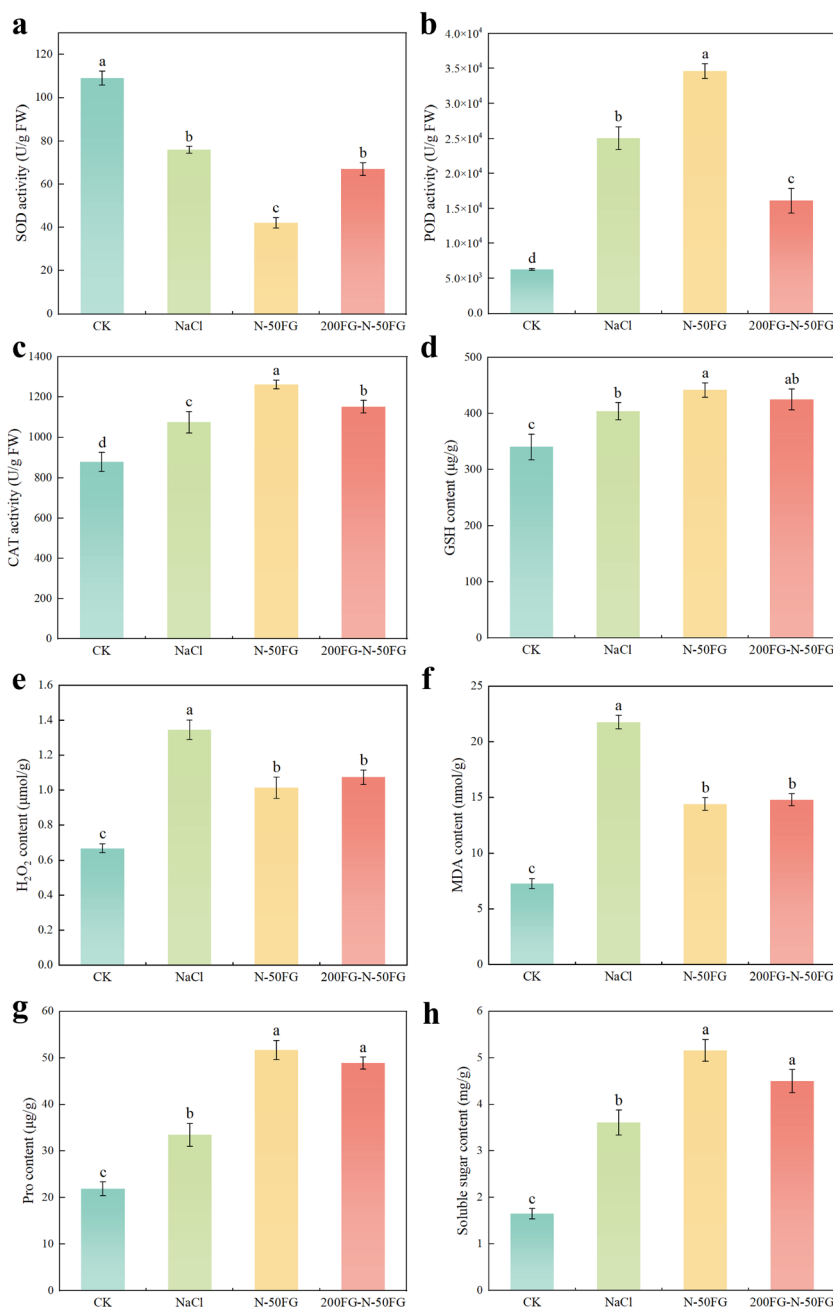 a
SOD activity (U/g FW)
120
100
80
60
40
20
0
a
b
c
b
CK NaCl N-50FG 200FG-N-50FG
b
POD activity (U/g FW)
4.0×10⁴
3.5×10⁴
3.0×10⁴
2.5×10⁴
2.0×10⁴
1.5×10⁴
1.0×10⁴
5.0×10³
0.0
d
b
a
c
CK NaCl N-50FG 200FG-N-50FG
c
CAT activity (U/g FW)
1400
1200
1000
800
600
400
200
0
d
c
a
b
CK NaCl N-50FG 200FG-N-50FG
d
GSH content (μg/g)
500
400
300
200
100
0
c
b
a
ab
CK NaCl N-50FG 200FG-N-50FG
e
H₂O₂ content (μmol/g)
1.6
1.4
1.2
1.0
0.8
0.6
0.4
0.2
0.0
c
a
b
b
CK NaCl N-50FG 200FG-N-50FG
f
MDA content (nmol/g)
25
20
15
10
5
0
c
a
b
b
CK NaCl N-50FG 200FG-N-50FG
g
Pro content (μg/g)
60
50
40
30
20
10
0
c
b
a
a
CK NaCl N-50FG 200FG-N-50FG
h
Soluble sugar content (mg/g)
6
5
4
3
2
1
0
c
b
a
a
CK NaCl N-50FG 200FG-N-50FG